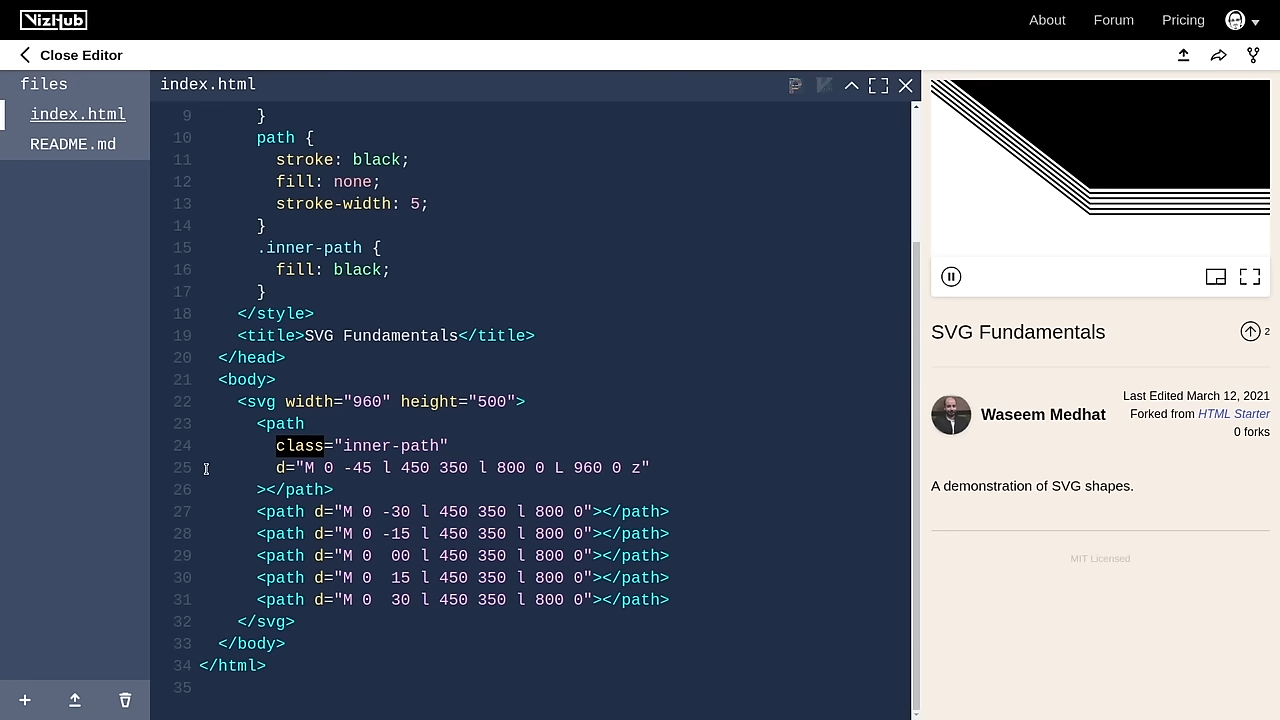 VizHub
About Forum Pricing
Close Editor
files
index.html
README.md
index.html
9 }
10 path {
11 stroke: black;
12 fill: none;
13 stroke-width: 5;
14 }
15 .inner-path {
16 fill: black;
17 }
18 </style>
19 <title>SVG Fundamentals</title>
20 </head>
21 <body>
22 <svg width="960" height="500">
23 <path
24 class="inner-path"
25 d="M 0 -45 l 450 350 l 800 0 L 960 0 z"
26 ></path>
27 <path d="M 0 -30 l 450 350 l 800 0"></path>
28 <path d="M 0 -15 l 450 350 l 800 0"></path>
29 <path d="M 0  00 l 450 350 l 800 0"></path>
30 <path d="M 0  15 l 450 350 l 800 0"></path>
31 <path d="M 0  30 l 450 350 l 800 0"></path>
32 </svg>
33 </body>
34 </html>
35
SVG Fundamentals
2
Last Edited March 12, 2021
Waseem Medhat
Forked from HTML Starter
0 forks
A demonstration of SVG shapes.
MIT Licensed